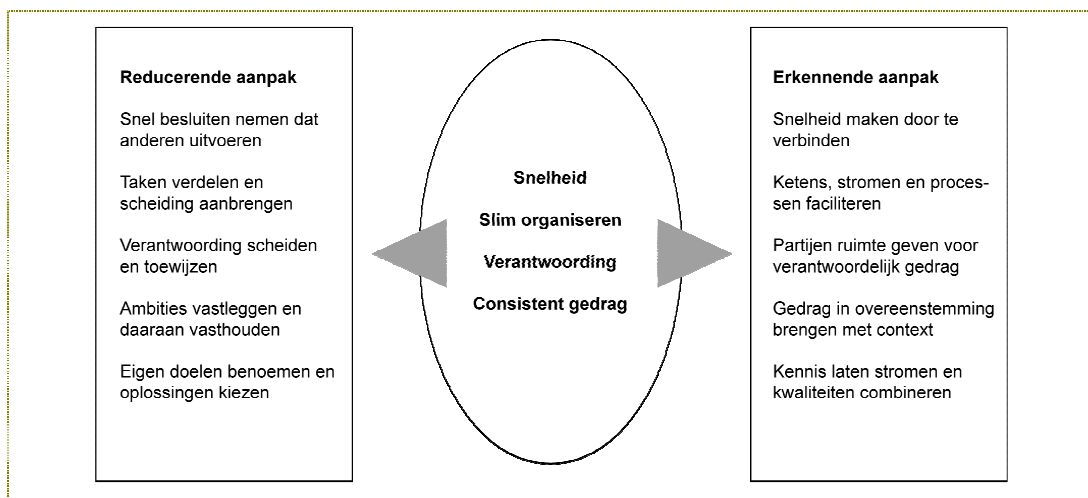 Reducerende aanpak
Snel besluiten nemen dat
anderen uitvoeren
Taken verdelen en
scheiding aanbrengen
Verantwoording scheiden
en toewijzen
Ambities vastleggen en
daaraan vasthouden
Eigen doelen benoemen en
oplossingen kiezen
Snelheid
Slim organiseren
Verantwoording
Consistent gedrag
Erkennende aanpak
Snelheid maken door te
verbinden
Ketens, stromen en proces-
sen faciliteren
Partijen ruimte geven voor
verantwoordelijk gedrag
Gedrag in overeenstemming
brengen met context
Kennis laten stromen en
kwaliteiten combineren